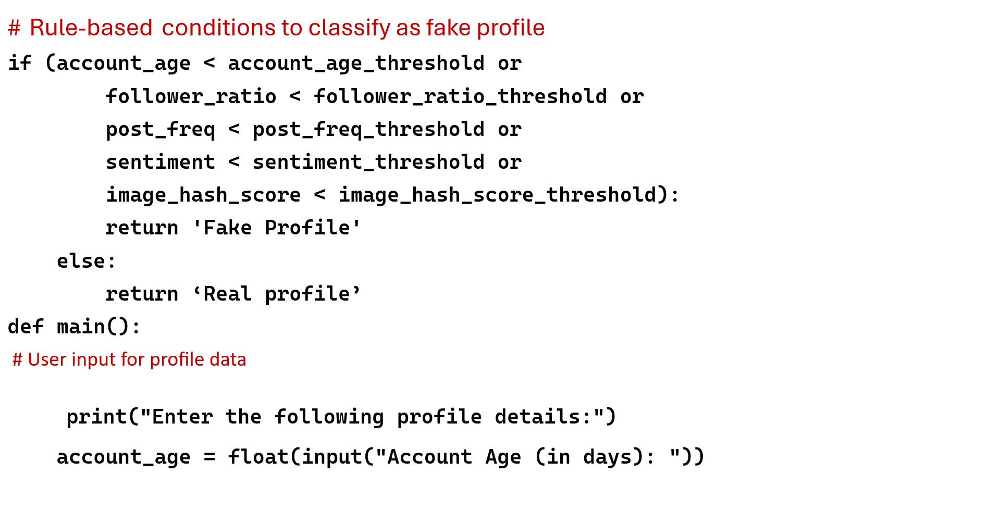 # Rule-based conditions to classify as fake profile
if (account_age < account_age_threshold or
        follower_ratio < follower_ratio_threshold or
        post_freq < post_freq_threshold or
        sentiment < sentiment_threshold or
        image_hash_score < image_hash_score_threshold):
        return 'Fake Profile'
    else:
        return ‘Real profile’
def main():
# User input for profile data
     print("Enter the following profile details:")
    account_age = float(input("Account Age (in days): "))